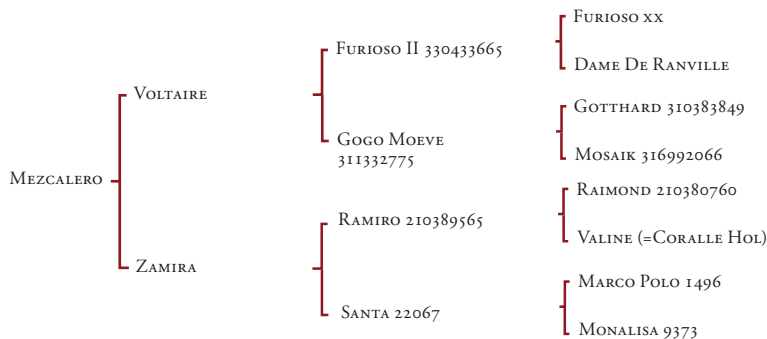 Furioso xx
Furioso II 330433665
Dame De Ranville
Voltaire
Gotthard 310383849
Gogo Moeve
311332775
Mosaik 316992066
Mezcalero
Raimond 210380760
Ramiro 210389565
Valine (=Coralle Hol)
Zamira
Marco Polo 1496
Santa 22067
Monalisa 9373